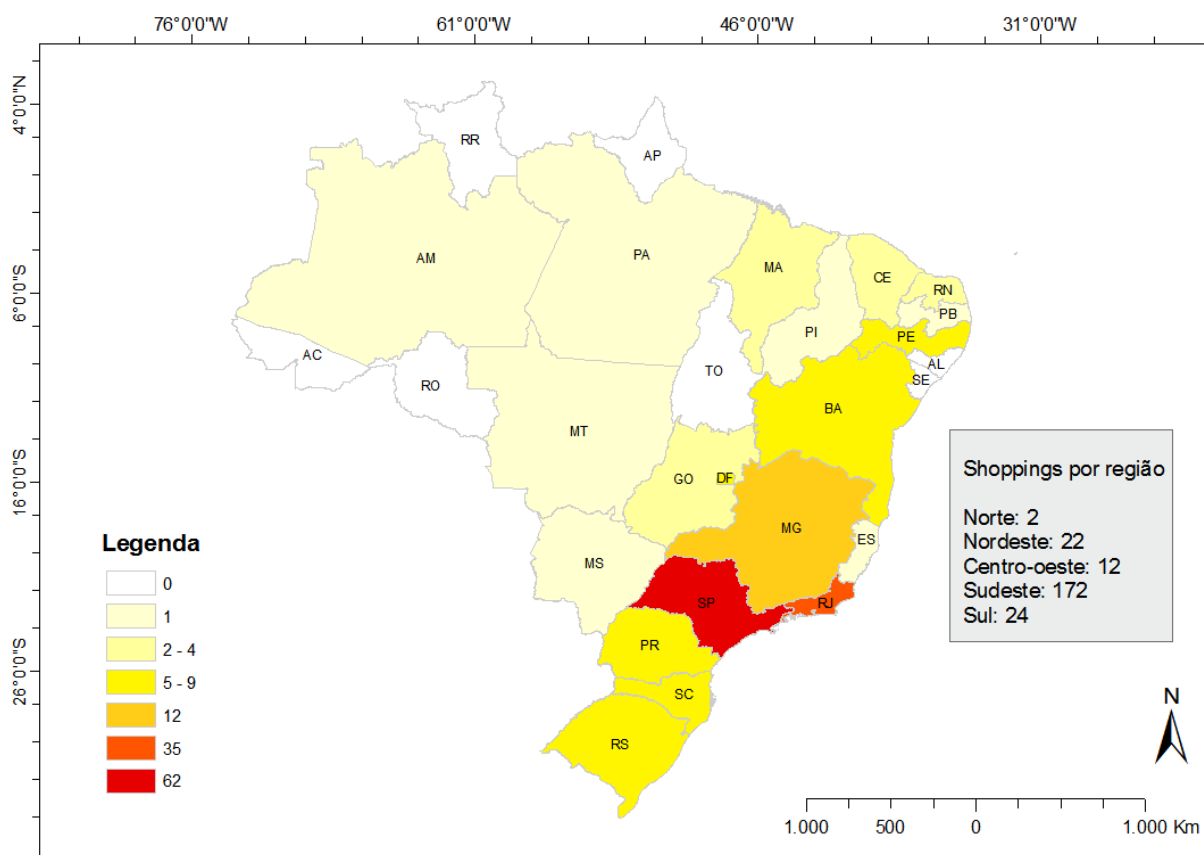 76°0'0"W 61°0'0"W 46°0'0"W 31°0'0"W
4°0'0"N
6°0'0"S
16°0'0"S
26°0'0"S
RR
AP
AM
PA
MA
CE
RN
PB
PI
PE
AL
SE
AC
RO
TO
BA
MT
GO
DF
MG
ES
MS
SP
RJ
PR
SC
RS
Shoppings por região
Norte: 2
Nordeste: 22
Centro-oeste: 12
Sudeste: 172
Sul: 24
Legenda
0
1
2 - 4
5 - 9
12
35
62
N
1.000 500 0 1.000 Km